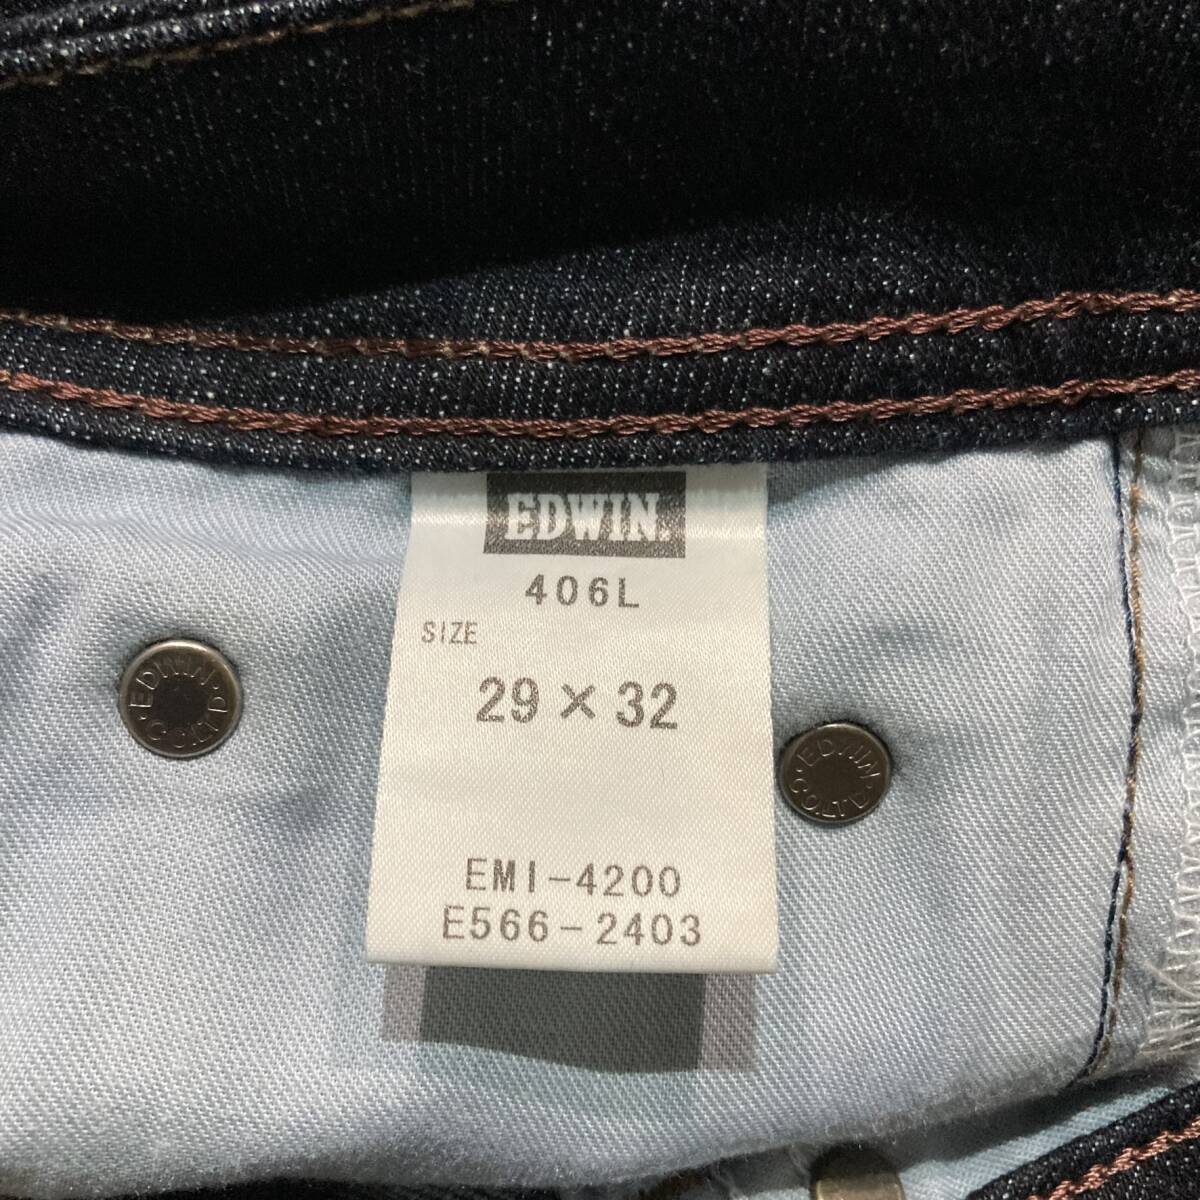 EDWIN.
406L
SIZE
29×32
EMI-4200
E566-2403
EDWIN・
EDWIN・